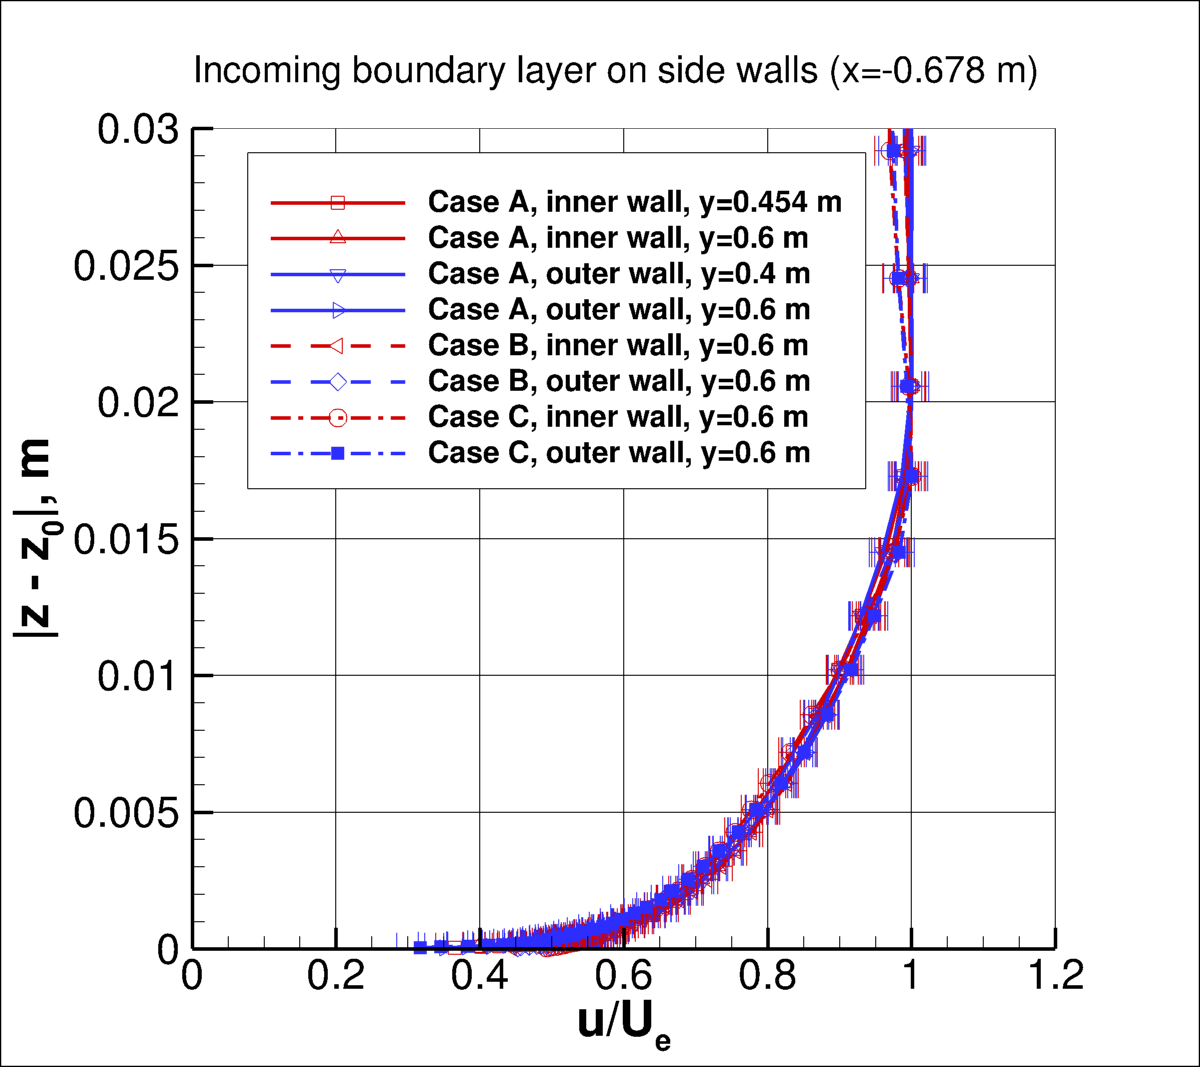 Incoming boundary layer on side walls (x=-0.678 m)
0.03
0.025
0.02
0.015
0.01
0.005
0
|z - z₀|, m
Case A, inner wall, y=0.454 m
Case A, inner wall, y=0.6 m
Case A, outer wall, y=0.4 m
Case A, outer wall, y=0.6 m
Case B, inner wall, y=0.6 m
Case B, outer wall, y=0.6 m
Case C, inner wall, y=0.6 m
Case C, outer wall, y=0.6 m
0 0.2 0.4 0.6 0.8 1 1.2
u/Uₑ